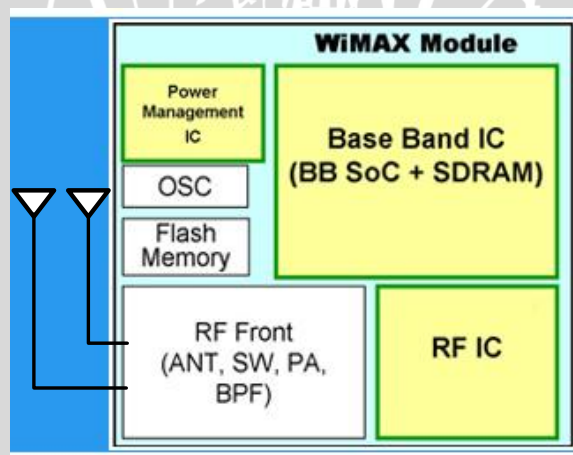 WiMAX Module
Power
Management
IC
Base Band IC
(BB SoC + SDRAM)
OSC
Flash
Memory
RF Front
(ANT, SW, PA,
BPF)
RF IC